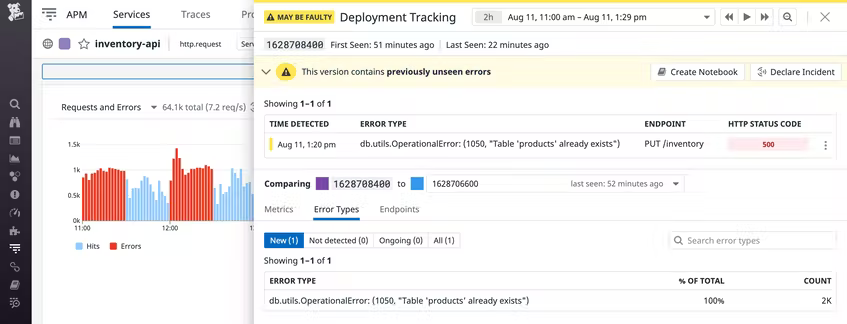 APM
Services
Traces
Pro
inventory-api
http.request
Serv
Requests and Errors
64.1k total (7.2 req/s)
1.5k
1k
0.5k
0k
11:00
12:00
Hits
Errors
MAY BE FAULTY
Deployment Tracking
2h
Aug 11, 11:00 am – Aug 11, 1:29 pm
1628708400
First Seen: 51 minutes ago
Last Seen: 22 minutes ago
This version contains previously unseen errors
Create Notebook
Declare Incident
Showing 1–1 of 1
TIME DETECTED
ERROR TYPE
ENDPOINT
HTTP STATUS CODE
Aug 11, 1:20 pm
db.utils.OperationalError: (1050, "Table 'products' already exists")
PUT /inventory
500
Comparing
1628708400
to
1628706600
last seen: 52 minutes ago
Metrics
Error Types
Endpoints
New (1)
Not detected (0)
Ongoing (0)
All (1)
Search error types
Showing 1–1 of 1
ERROR TYPE
% OF TOTAL
COUNT
db.utils.OperationalError: (1050, "Table 'products' already exists")
100%
2K